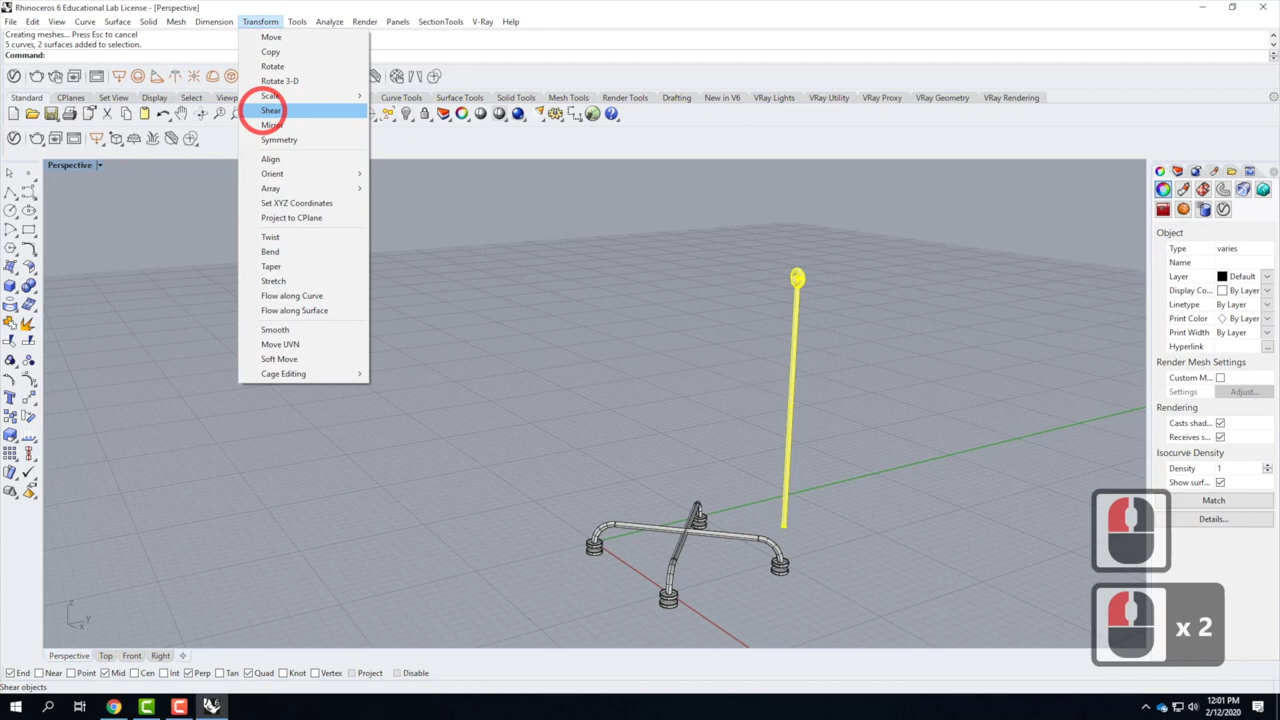 Rhinoceros 6 Educational Lab License - [Perspective]
File Edit View Curve Surface Solid Mesh Dimension Transform Tools Analyze Render Panels SectionTools V-Ray Help
Creating meshes... Press Esc to cancel
5 curves, 2 surfaces added to selection.
Command:
Standard CPlanes Set View Display Select Viewp Curve Tools Surface Tools Solid Tools Mesh Tools Render Tools Drafting New in V6 VRay Lights VRay Utility VRay Proxy VRay Geometry VRay Rendering
Move
Copy
Rotate
Rotate 3-D
Scale
Shear
Mirror
Symmetry
Align
Orient
Array
Set XYZ Coordinates
Project to CPlane
Twist
Bend
Taper
Stretch
Flow along Curve
Flow along Surface
Smooth
Move UVN
Soft Move
Cage Editing
Perspective
Object
Type varies
Name
Layer Default
Display Co... By Layer
Linetype By Layer
Print Color By Layer
Print Width By Layer
Hyperlink ...
Render Mesh Settings
Custom M...
Settings Adjust...
Rendering
Casts shad...
Receives s...
Isocurve Density
Density 1
Show surf...
Match
Details...
x 2
z
y
x
Perspective Top Front Right
End Near Point Mid Cen Int Perp Tan Quad Knot Vertex Project Disable
Shear objects
12:01 PM
2/12/2020